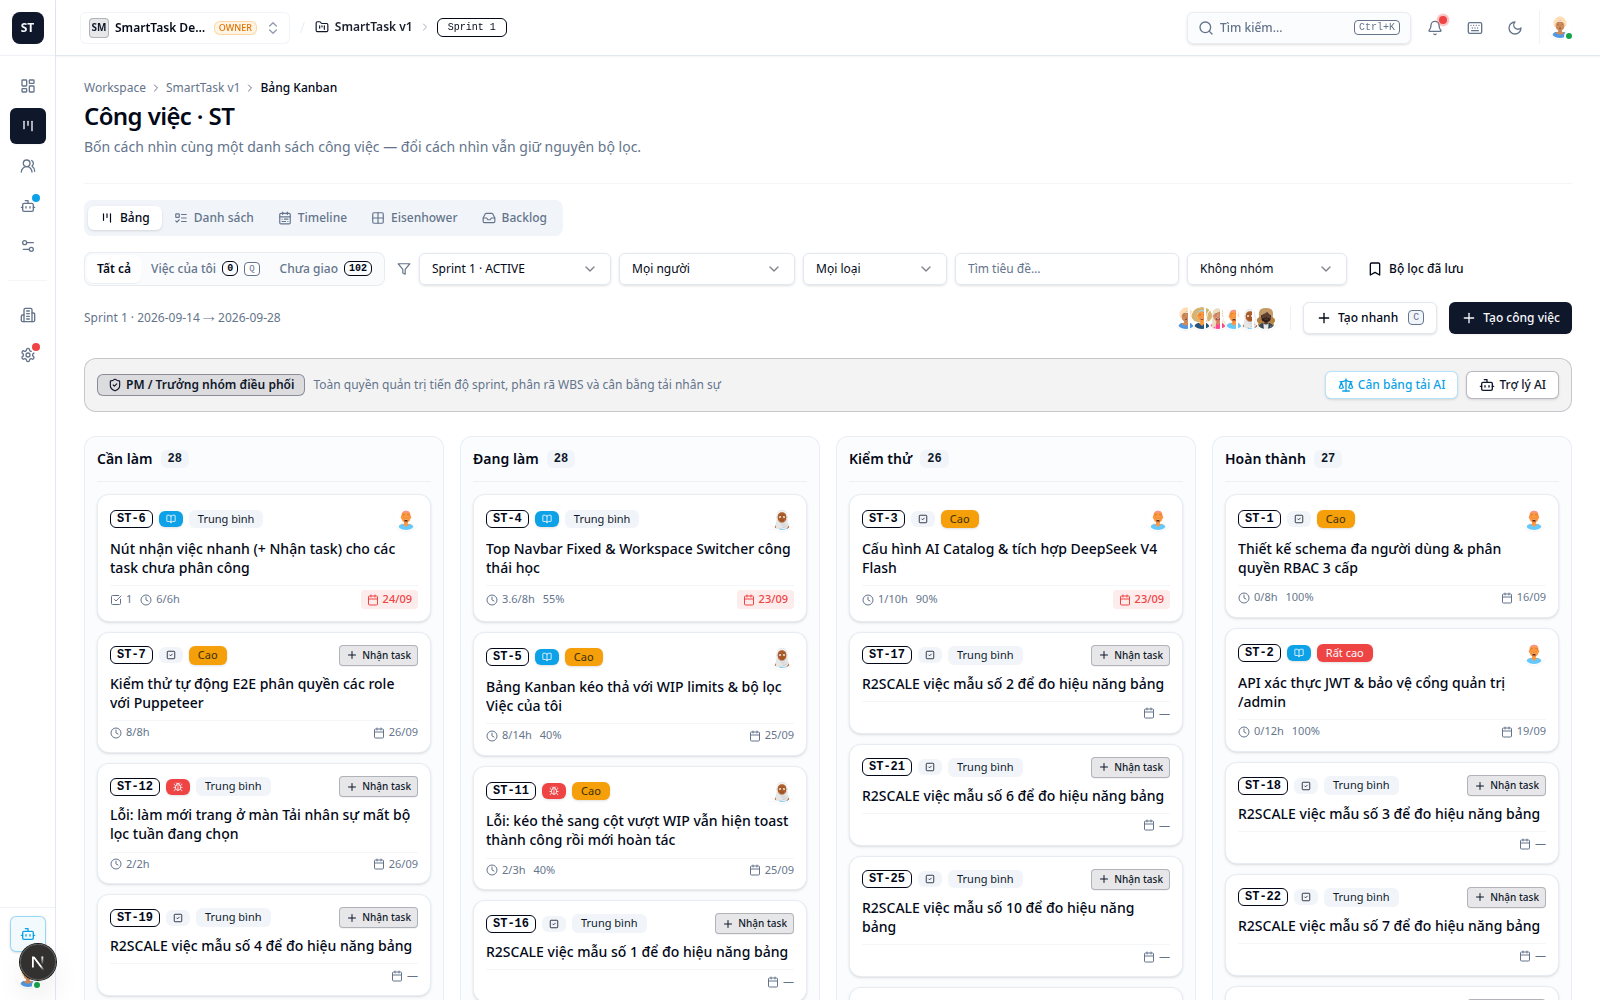 ST
SM SmartTask De... OWNER / SmartTask v1 Sprint 1
Tìm kiếm... Ctrl+K
Workspace SmartTask v1 Bảng Kanban
Công việc · ST
Bốn cách nhìn cùng một danh sách công việc — đổi cách nhìn vẫn giữ nguyên bộ lọc.
Bảng Danh sách Timeline Eisenhower Backlog
Tất cả Việc của tôi 0 Q Chưa giao 102 Sprint 1 · ACTIVE Mọi người Mọi loại Tìm tiêu đề... Không nhóm Bộ lọc đã lưu
Sprint 1 · 2026-09-14 → 2026-09-28
+ Tạo nhanh C + Tạo công việc
PM / Trưởng nhóm điều phối Toàn quyền quản trị tiến độ sprint, phân rã WBS và cân bằng tải nhân sự Cân bằng tải AI Trợ lý AI
Cần làm 28
ST-6 Trung bình
Nút nhận việc nhanh (+ Nhận task) cho các
task chưa phân công
1 6/6h 24/09
ST-7 Cao + Nhận task
Kiểm thử tự động E2E phân quyền các role
với Puppeteer
8/8h 26/09
ST-12 Trung bình + Nhận task
Lỗi: làm mới trang ở màn Tải nhân sự mất bộ
lọc tuần đang chọn
2/2h 26/09
ST-19 Trung bình + Nhận task
R2SCALE việc mẫu số 4 để đo hiệu năng bảng
—
Đang làm 28
ST-4 Trung bình
Top Navbar Fixed & Workspace Switcher công
thái học
3.6/8h 55% 23/09
ST-5 Cao
Bảng Kanban kéo thả với WIP limits & bộ lọc
Việc của tôi
8/14h 40% 25/09
ST-11 Cao
Lỗi: kéo thẻ sang cột vượt WIP vẫn hiện toast
thành công rồi mới hoàn tác
2/3h 40% 25/09
ST-16 Trung bình + Nhận task
R2SCALE việc mẫu số 1 để đo hiệu năng bảng
—
Kiểm thử 26
ST-3 Cao
Cấu hình AI Catalog & tích hợp DeepSeek V4
Flash
1/10h 90% 23/09
ST-17 Trung bình + Nhận task
R2SCALE việc mẫu số 2 để đo hiệu năng bảng
—
ST-21 Trung bình + Nhận task
R2SCALE việc mẫu số 6 để đo hiệu năng bảng
—
ST-25 Trung bình + Nhận task
R2SCALE việc mẫu số 10 để đo hiệu năng
bảng
—
Hoàn thành 27
ST-1 Cao
Thiết kế schema đa người dùng & phân
quyền RBAC 3 cấp
0/8h 100% 16/09
ST-2 Rất cao
API xác thực JWT & bảo vệ cổng quản trị
/admin
0/12h 100% 19/09
ST-18 Trung bình + Nhận task
R2SCALE việc mẫu số 3 để đo hiệu năng bảng
—
ST-22 Trung bình + Nhận task
R2SCALE việc mẫu số 7 để đo hiệu năng bảng
—
N